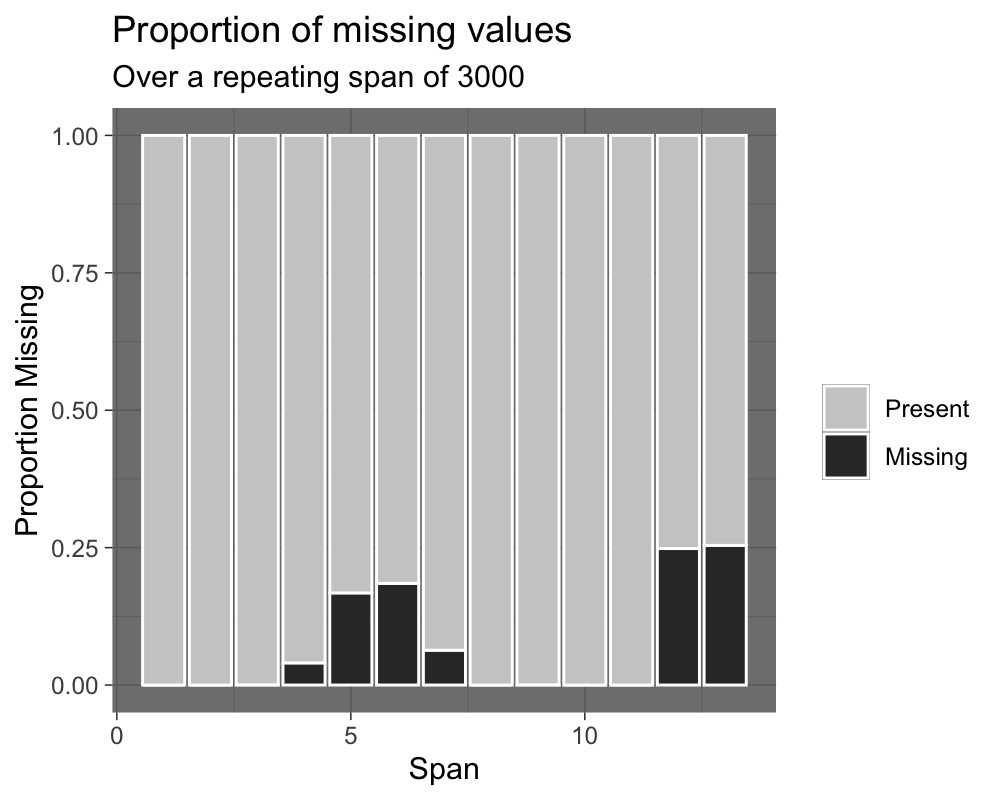 Proportion of missing values
Over a repeating span of 3000
Proportion Missing
1.00
0.75
0.50
0.25
0.00
0
5
10
Span
Present
Missing